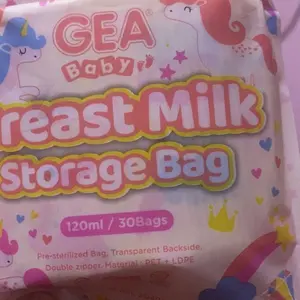 GEA
Baby
reast Milk
Storage Bag
120ml / 30Bags
Pre-sterilized Bag, Transparent Backside,
Double zipper, Material : PET + LDPE